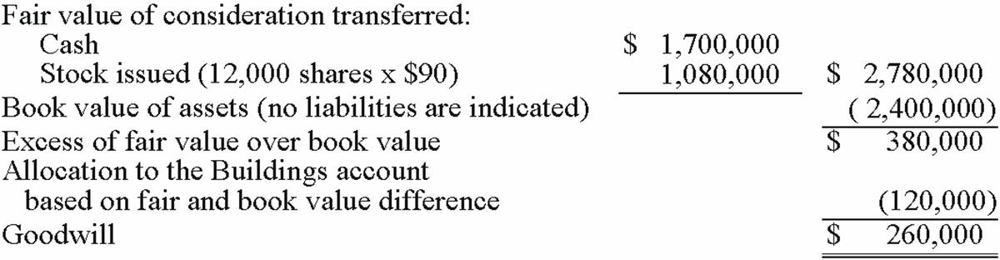 Fair value of consideration transferred:
Cash $ 1,700,000
Stock issued (12,000 shares x $90) 1,080,000 $ 2,780,000
Book value of assets (no liabilities are indicated) ( 2,400,000)
Excess of fair value over book value $ 380,000
Allocation to the Buildings account
based on fair and book value difference (120,000)
Goodwill $ 260,000